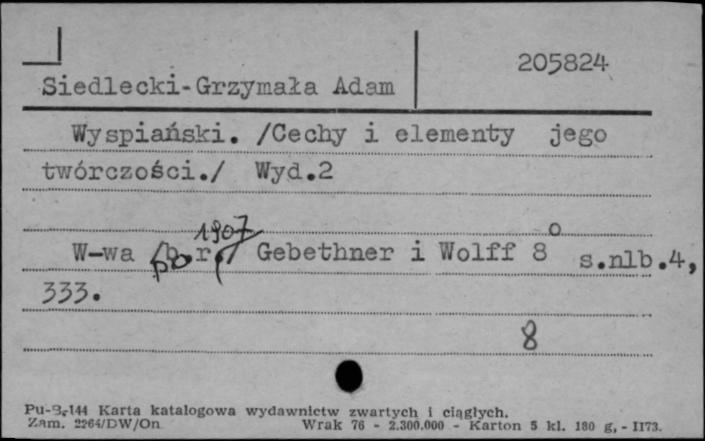 205824
Siedlecki-Grzymała Adam
Wyspiański. /Cechy i elementy jego
twórczości./ Wyd.2
1907
W-wa /b.r./ Gebethner i Wolff 8° s.nlb.4,
333.
8
Pu-B-144 Karta katalogowa wydawnictw zwartych i ciągłych.
Zam. 2264/DW/On Wrak 76 - 2.300.000 - Karton 5 kl. 180 g, - I173.